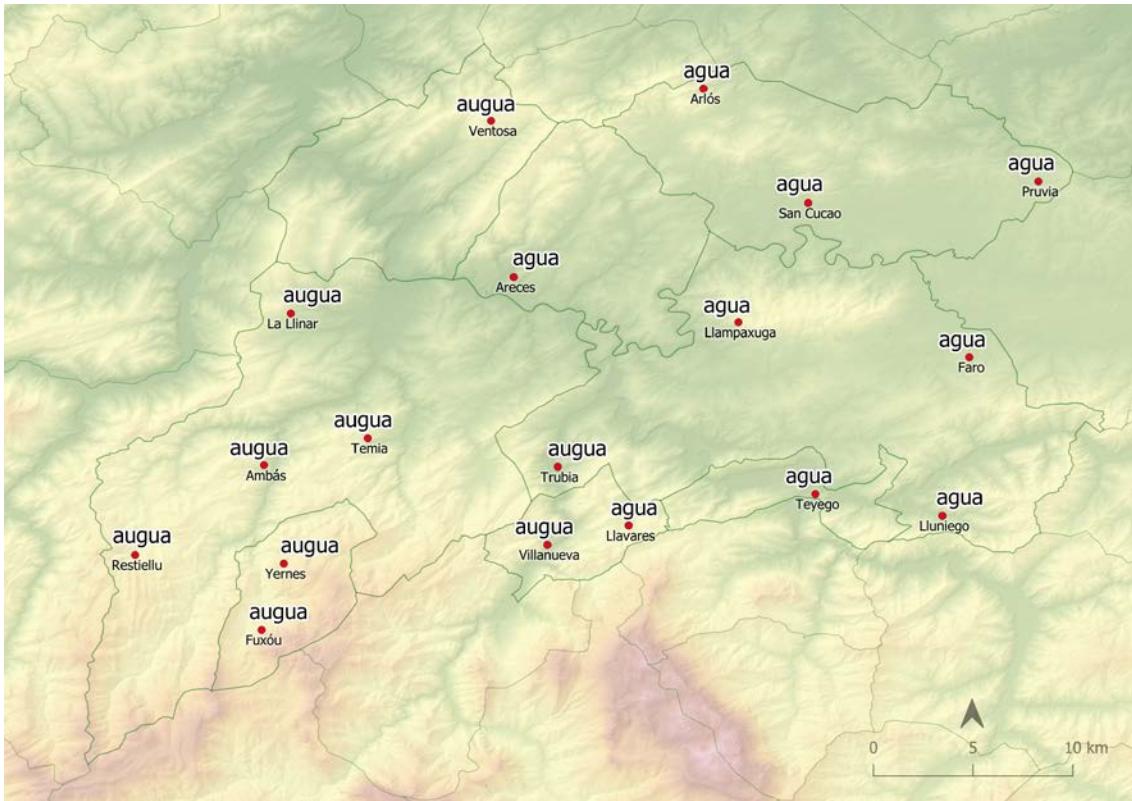 agua
Arlós
augua
Ventosa
agua
Pruvia
agua
San Cucao
agua
Areces
augua
La Llinar
agua
Llampaxuga
agua
Faro
augua
Temia
augua
Ambás
augua
Trubia
agua
Teyego
agua
Lluniego
agua
Llavares
augua
Villanueva
augua
Restiellu
augua
Yernes
augua
Fuxóu
0 5 10 km